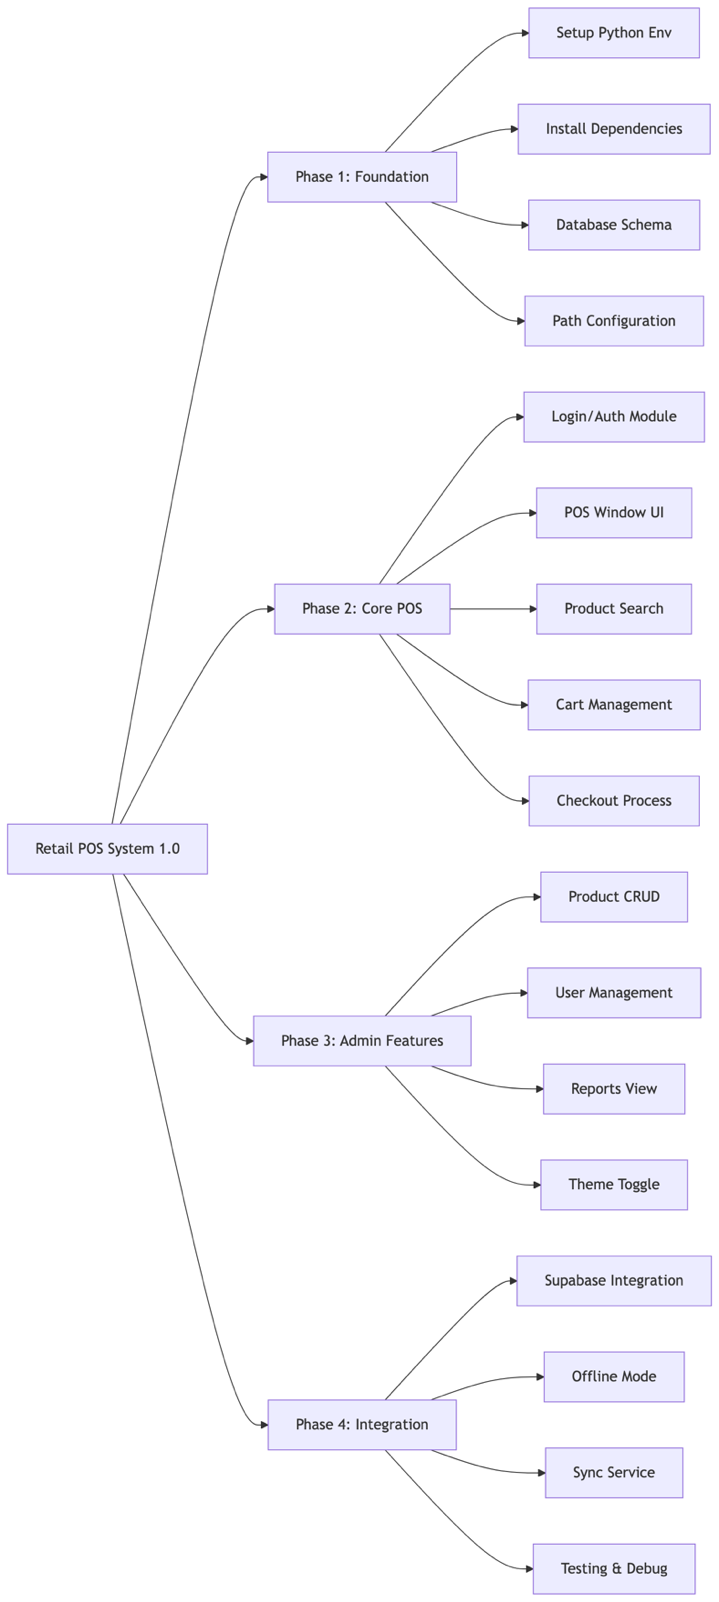 Retail POS System 1.0
Phase 1: Foundation
Setup Python Env
Install Dependencies
Database Schema
Path Configuration
Phase 2: Core POS
Login/Auth Module
POS Window UI
Product Search
Cart Management
Checkout Process
Phase 3: Admin Features
Product CRUD
User Management
Reports View
Theme Toggle
Phase 4: Integration
Supabase Integration
Offline Mode
Sync Service
Testing & Debug